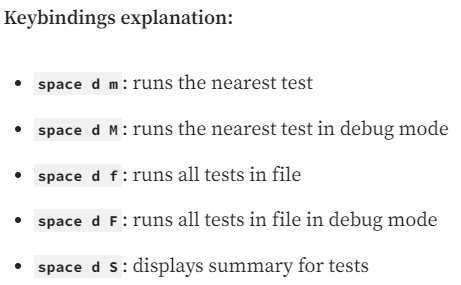 Keybindings explanation:
• space d m: runs the nearest test
• space d M: runs the nearest test in debug mode
• space d f: runs all tests in file
• space d F: runs all tests in file in debug mode
• space d S: displays summary for tests